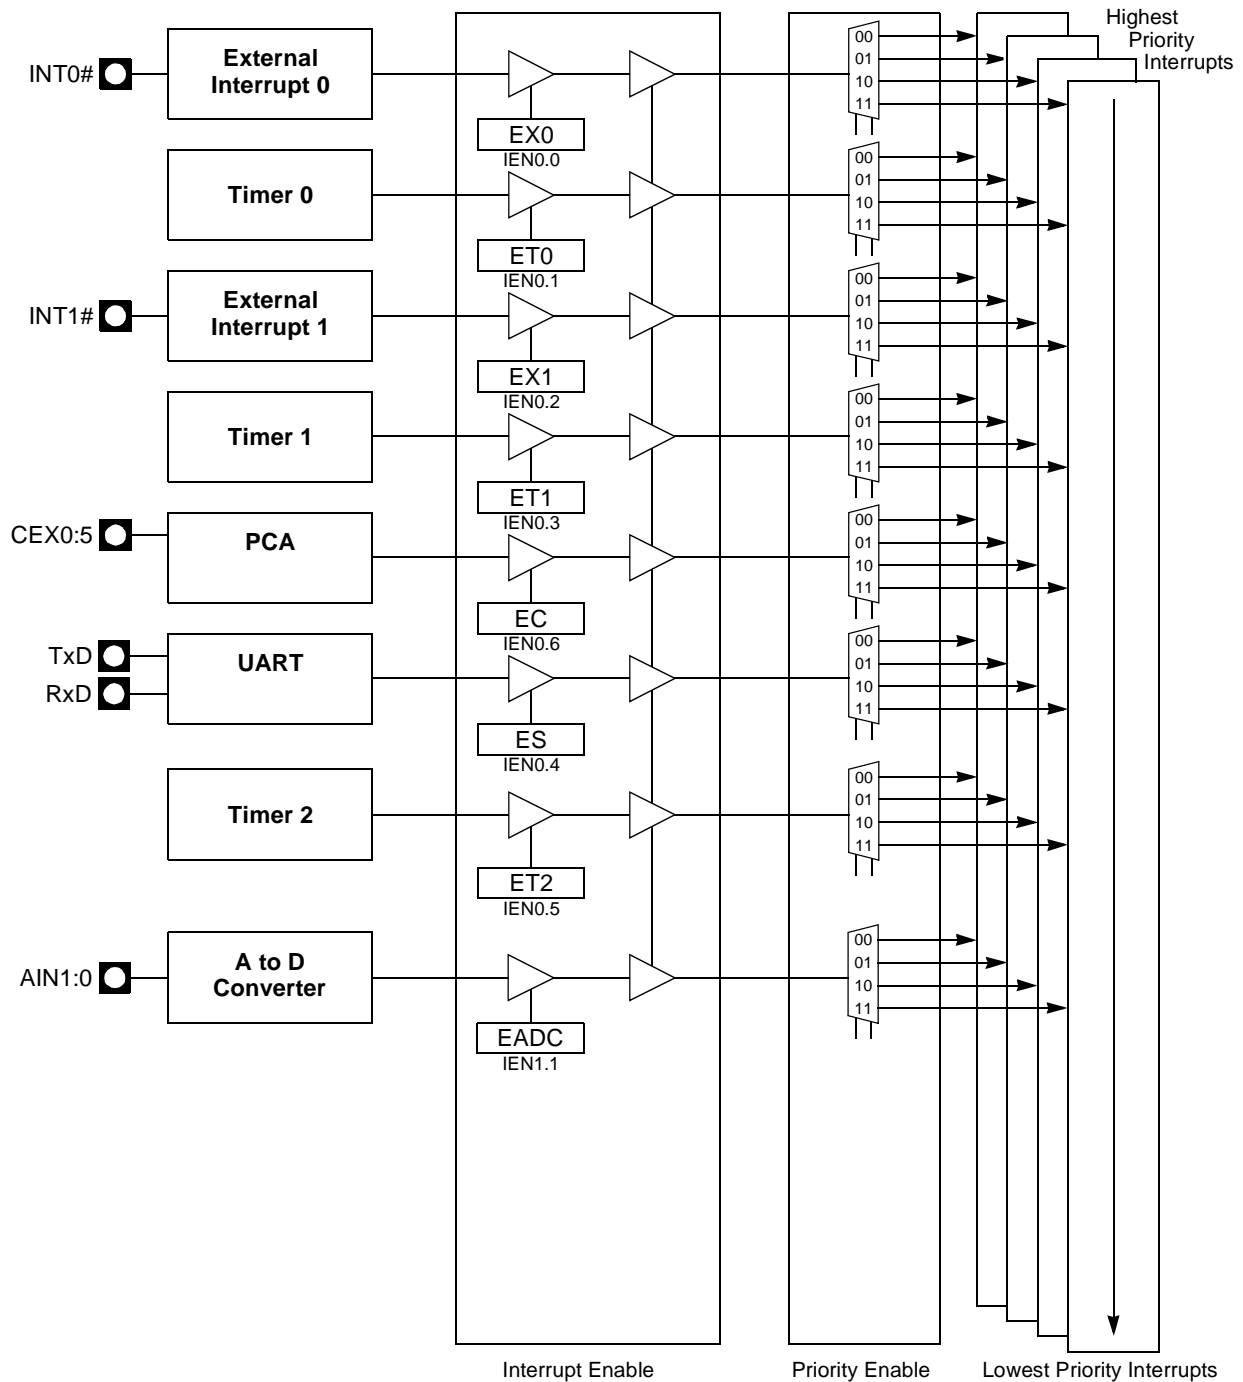 Highest
Priority
Interrupts
INT0#
External
Interrupt 0
EX0
IEN0.0
00
01
10
11
Timer 0
ET0
IEN0.1
00
01
10
11
INT1#
External
Interrupt 1
EX1
IEN0.2
00
01
10
11
Timer 1
ET1
IEN0.3
00
01
10
11
CEX0:5
PCA
EC
IEN0.6
00
01
10
11
TxD
RxD
UART
ES
IEN0.4
00
01
10
11
Timer 2
ET2
IEN0.5
00
01
10
11
AIN1:0
A to D
Converter
EADC
IEN1.1
00
01
10
11
Interrupt Enable
Priority Enable
Lowest Priority Interrupts